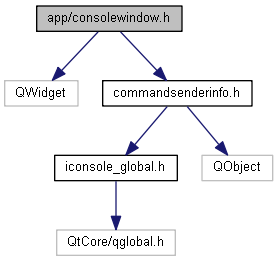 app/consolewindow.h
QWidget
commandsenderinfo.h
iconsole_global.h
QObject
QtCore/qglobal.h